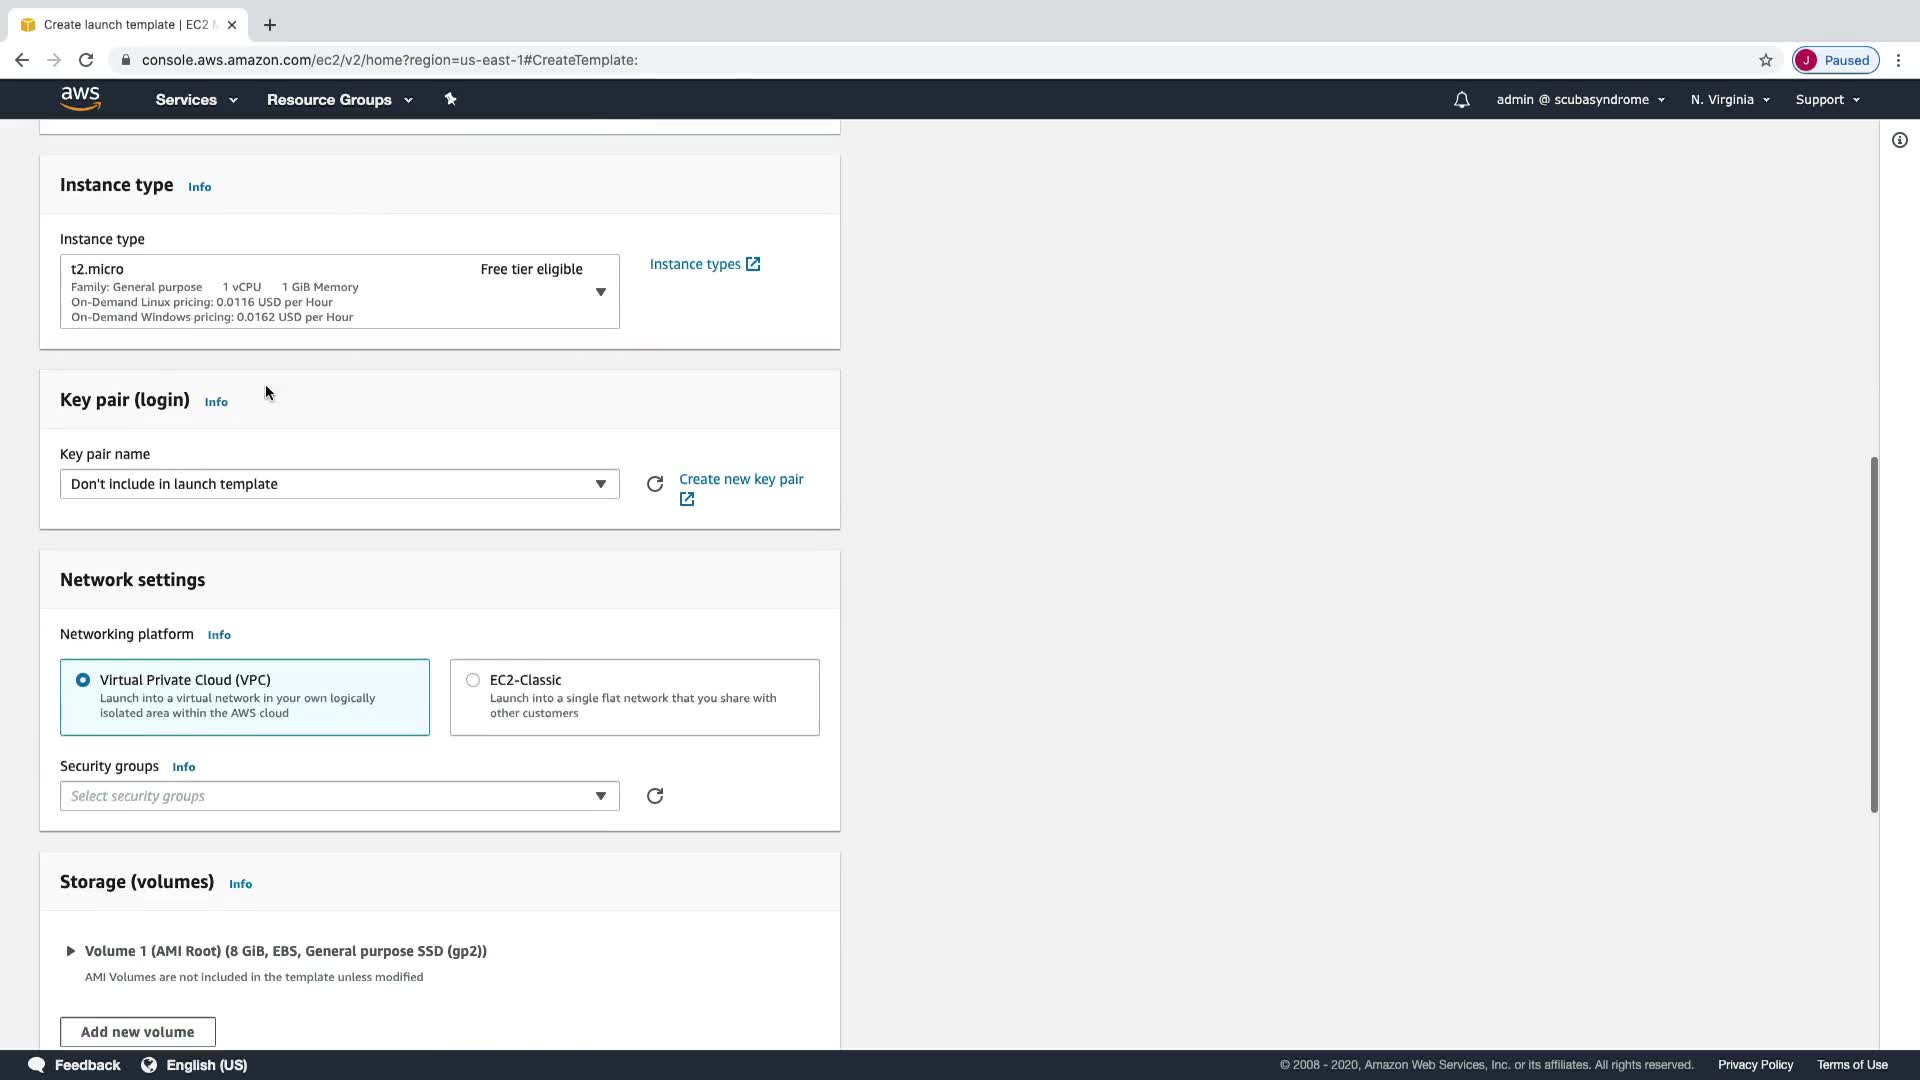 Create launch template | EC2 M
console.aws.amazon.com/ec2/v2/home?region=us-east-1#CreateTemplate:
J Paused
aws
Services
Resource Groups
admin @ scubasyndrome
N. Virginia
Support
Instance type Info
Instance type
t2.micro
Free tier eligible
Family: General purpose 1 vCPU 1 GiB Memory
On-Demand Linux pricing: 0.0116 USD per Hour
On-Demand Windows pricing: 0.0162 USD per Hour
Instance types
Key pair (login) Info
Key pair name
Don't include in launch template
Create new key pair
Network settings
Networking platform Info
Virtual Private Cloud (VPC)
Launch into a virtual network in your own logically
isolated area within the AWS cloud
EC2-Classic
Launch into a single flat network that you share with
other customers
Security groups Info
Select security groups
Storage (volumes) Info
Volume 1 (AMI Root) (8 GiB, EBS, General purpose SSD (gp2))
AMI Volumes are not included in the template unless modified
Add new volume
Feedback
English (US)
© 2008 - 2020, Amazon Web Services, Inc. or its affiliates. All rights reserved.
Privacy Policy
Terms of Use